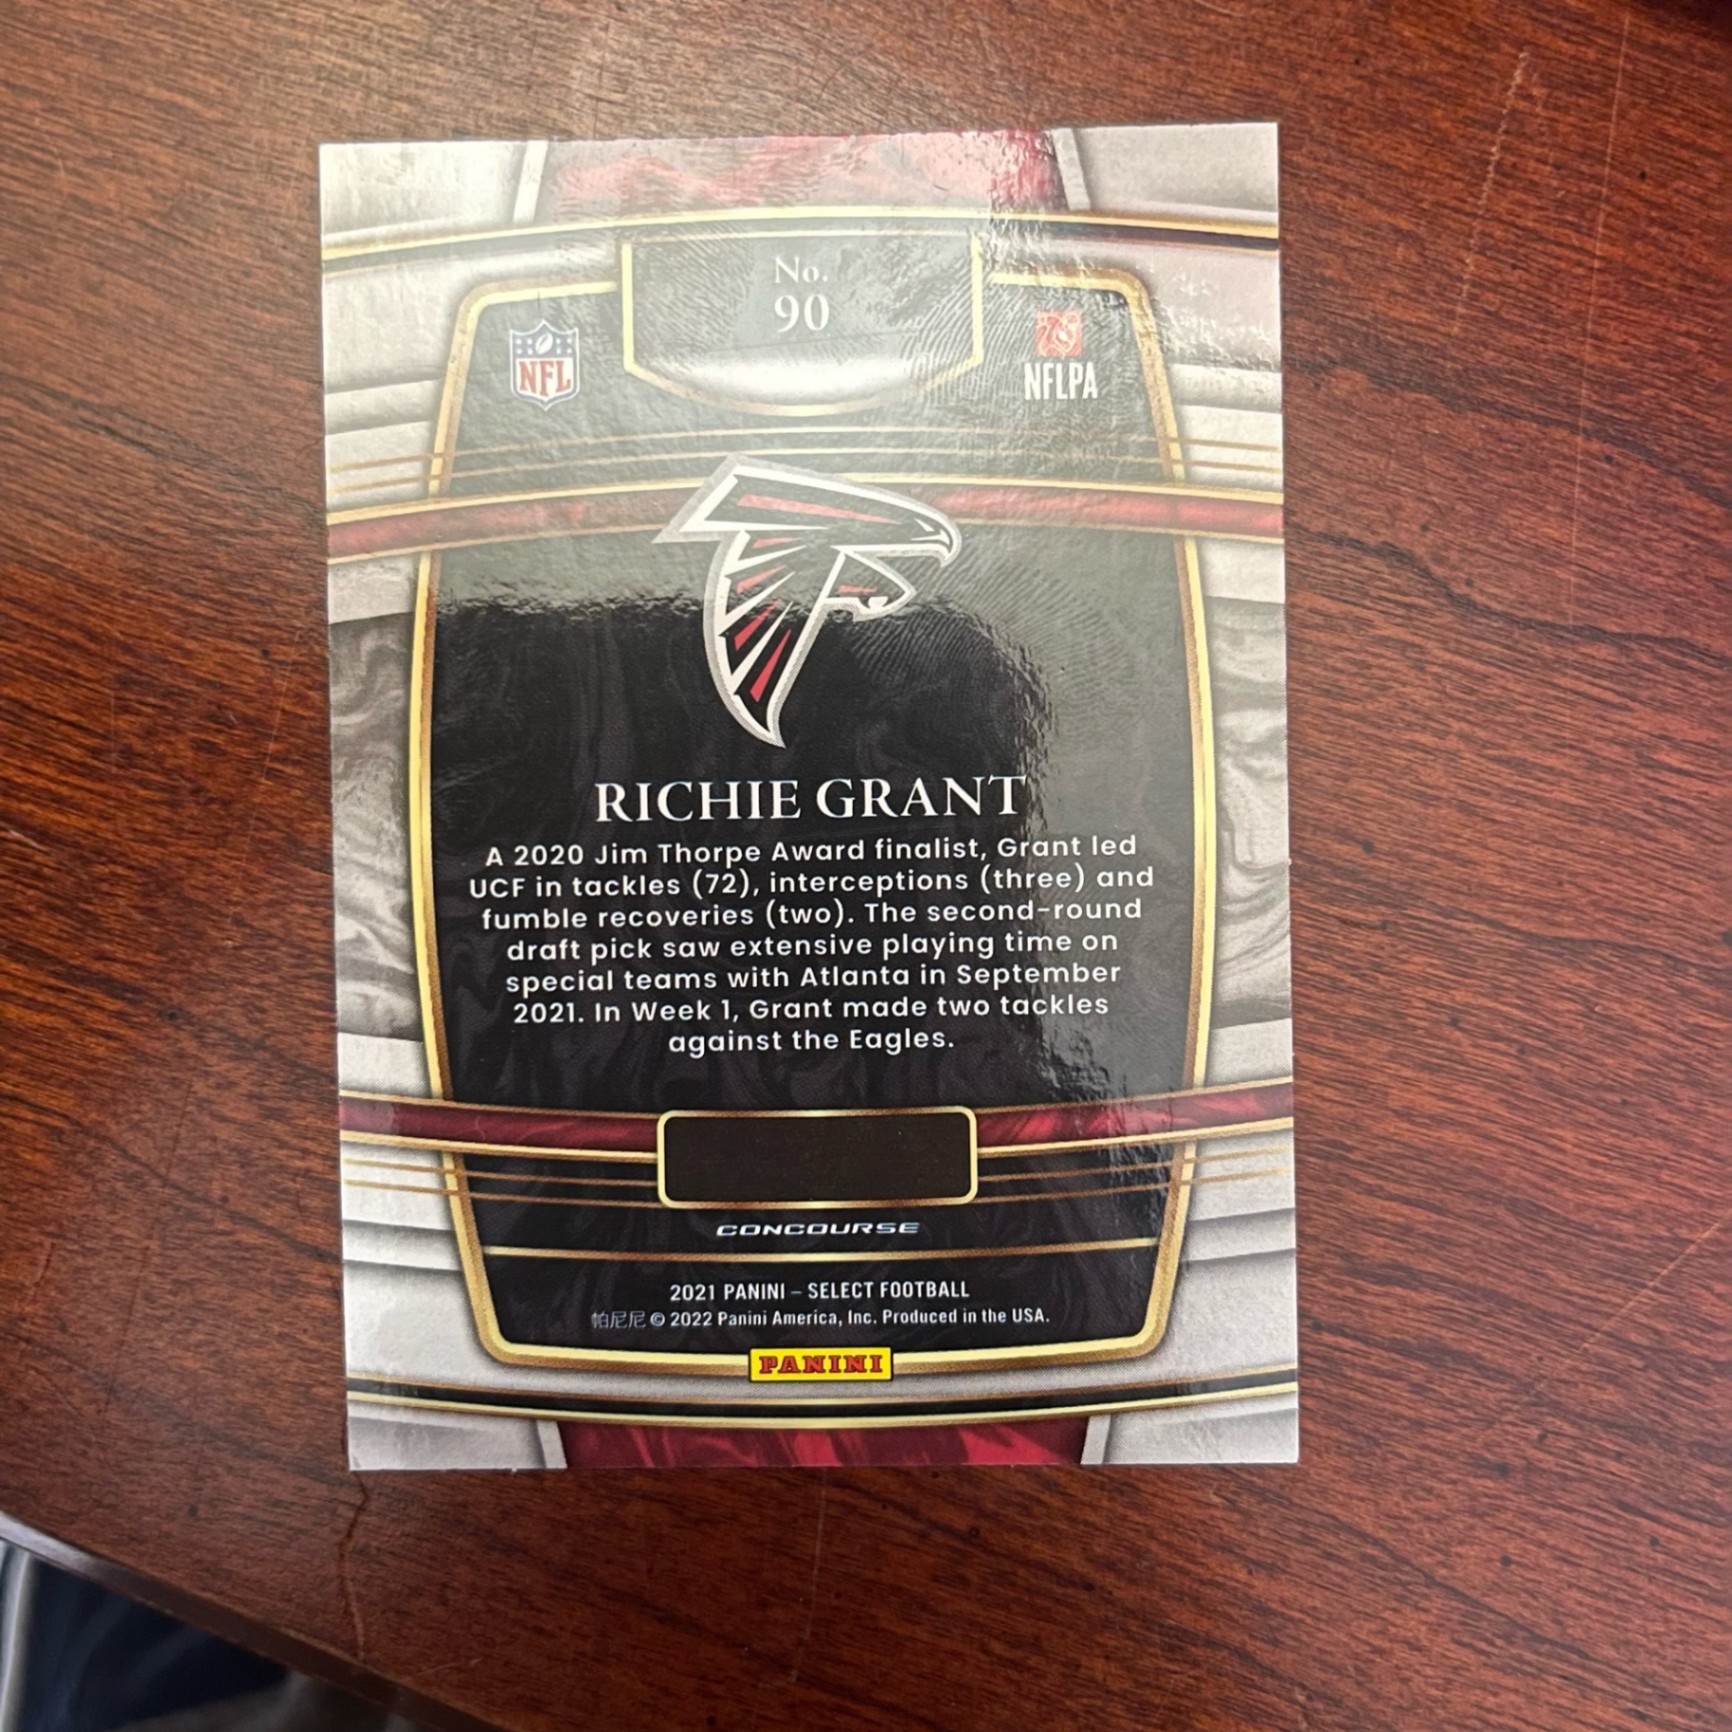 No.
90
NFL
NFLPA
RICHIE GRANT
A 2020 Jim Thorpe Award finalist, Grant led
UCF in tackles (72), interceptions (three) and
fumble recoveries (two). The second-round
draft pick saw extensive playing time on
special teams with Atlanta in September
2021. In Week 1, Grant made two tackles
against the Eagles.
CONCOURSE
2021 PANINI – SELECT FOOTBALL
帕尼尼 © 2022 Panini America, Inc. Produced in the USA.
PANINI